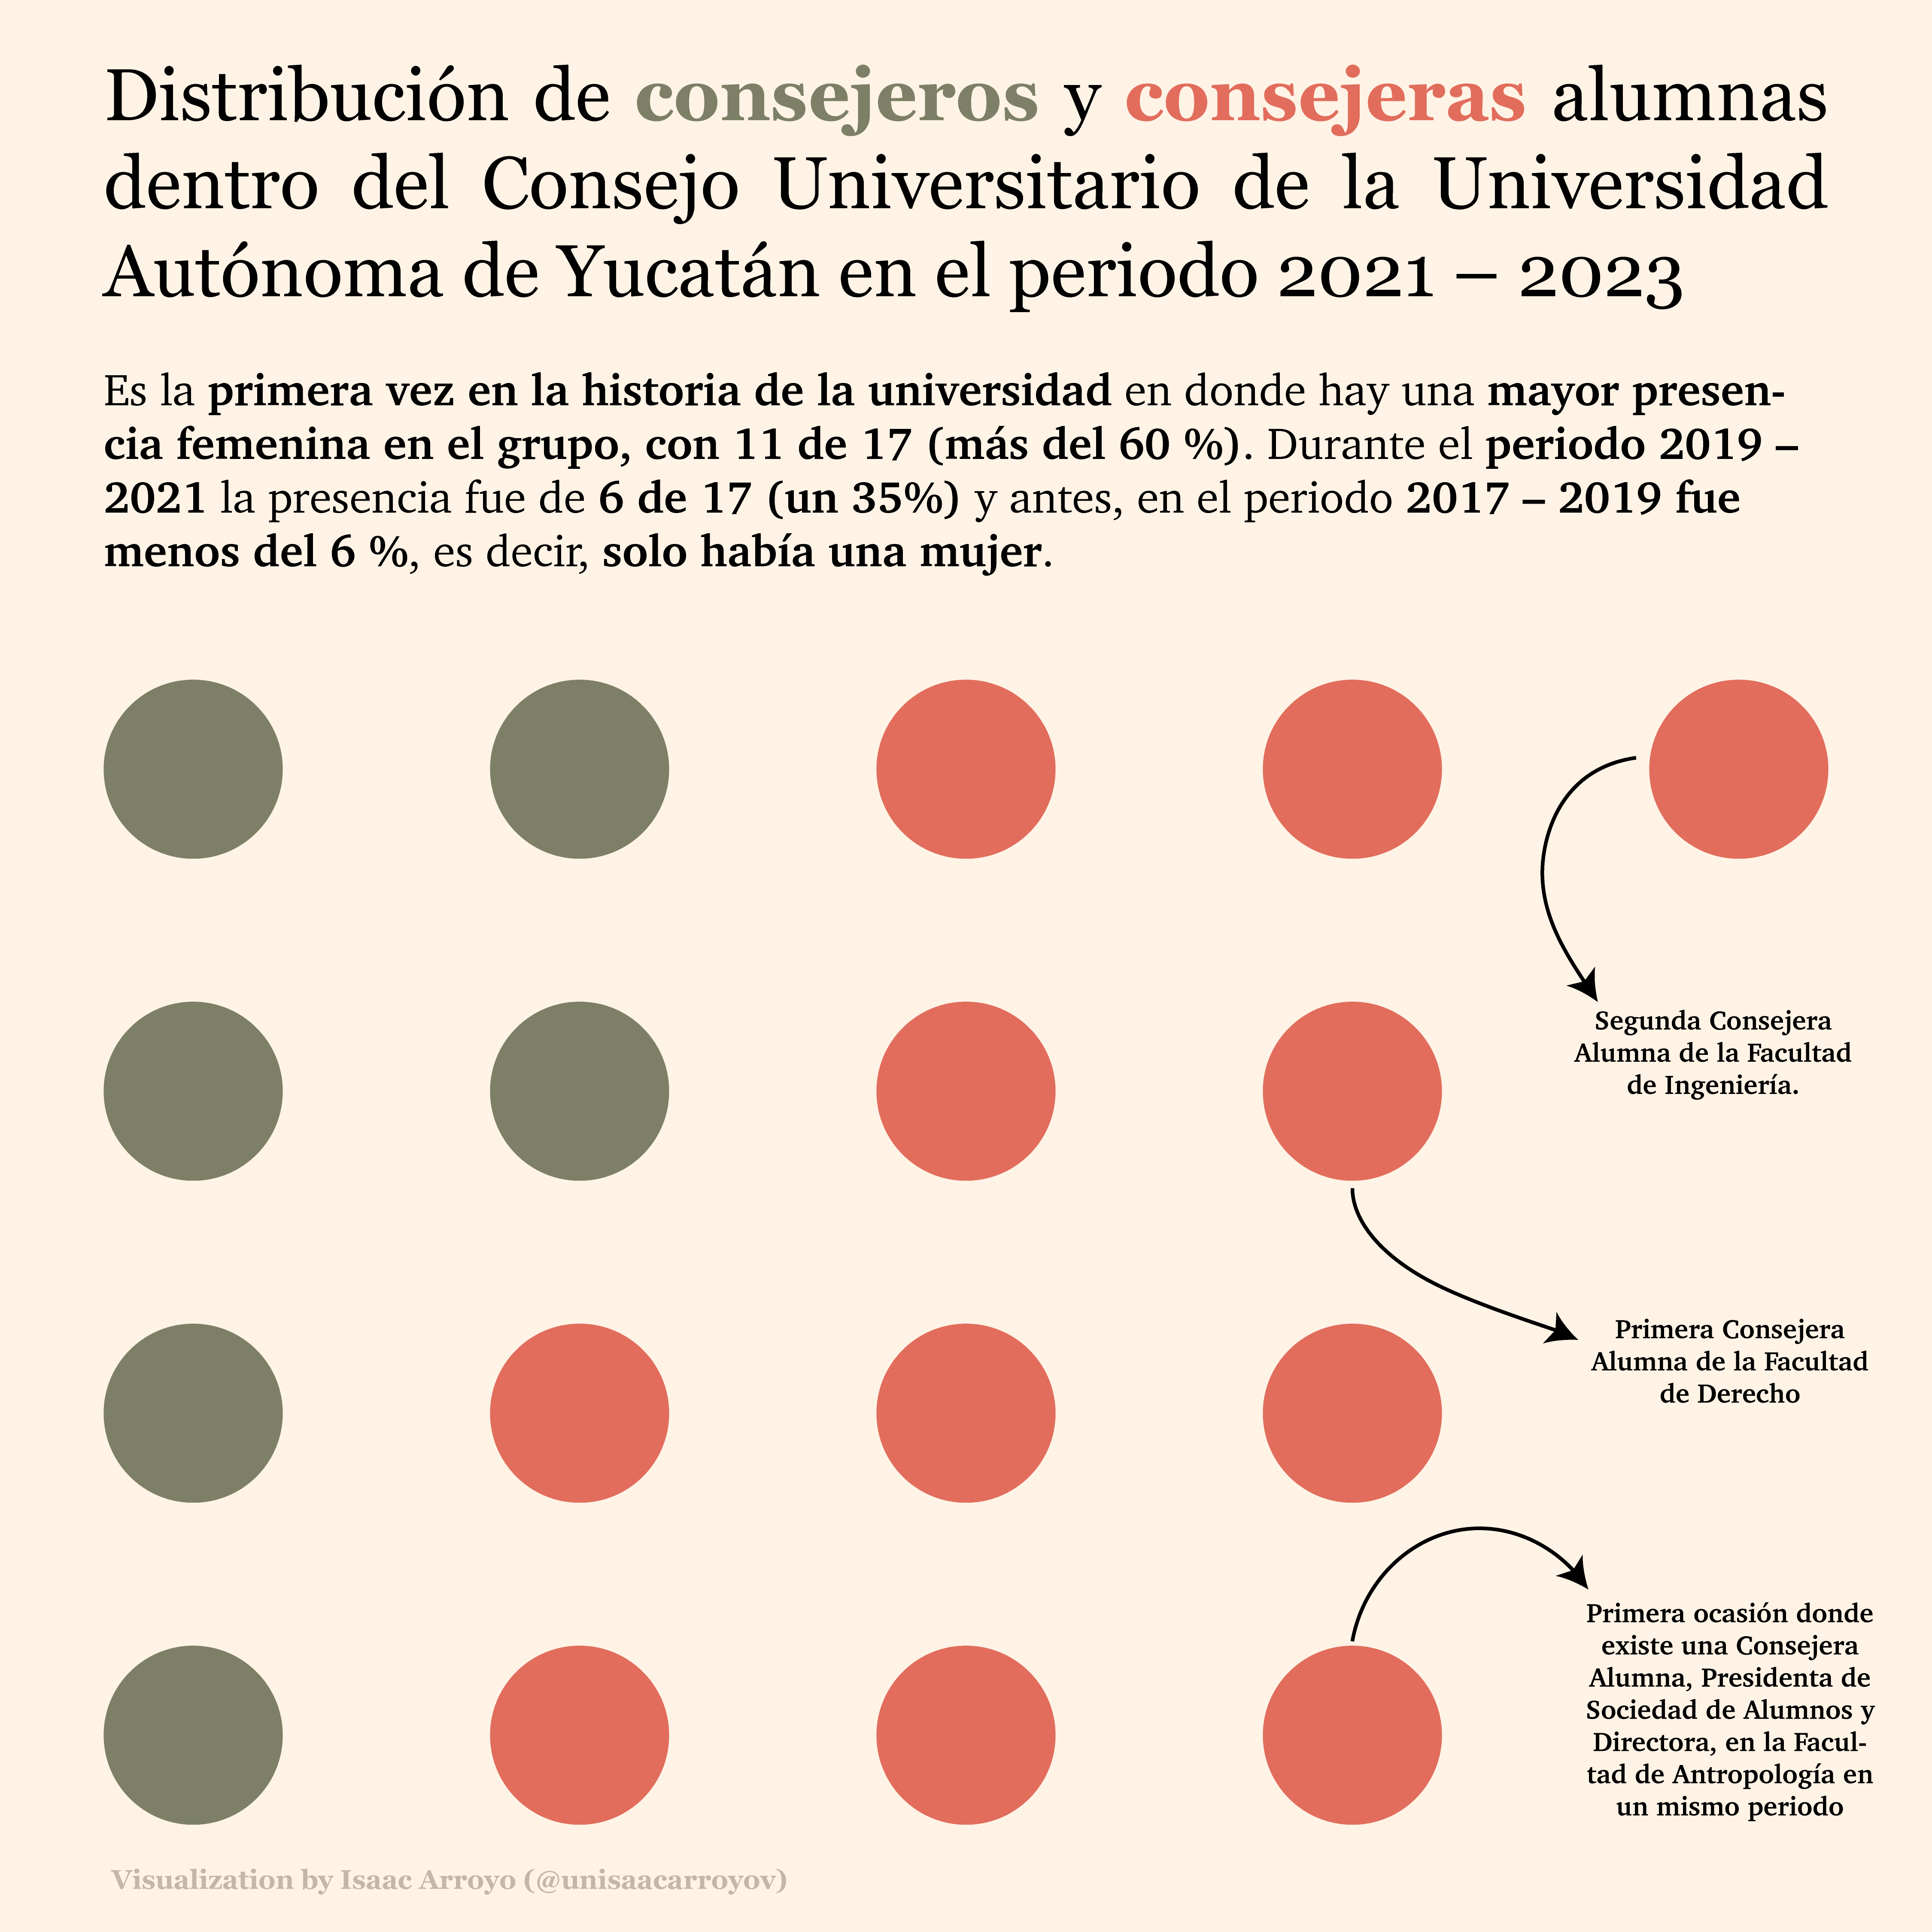 Distribución de consejeros y consejeras alumnas
dentro del Consejo Universitario de la Universidad
Autónoma de Yucatán en el periodo 2021 – 2023
Es la primera vez en la historia de la universidad en donde hay una mayor presen-
cia femenina en el grupo, con 11 de 17 (más del 60 %). Durante el periodo 2019 –
2021 la presencia fue de 6 de 17 (un 35%) y antes, en el periodo 2017 – 2019 fue
menos del 6 %, es decir, solo había una mujer.
Segunda Consejera
Alumna de la Facultad
de Ingeniería.
Primera Consejera
Alumna de la Facultad
de Derecho
Primera ocasión donde
existe una Consejera
Alumna, Presidenta de
Sociedad de Alumnos y
Directora, en la Facul-
tad de Antropología en
un mismo periodo
Visualization by Isaac Arroyo (@unisaacarroyov)